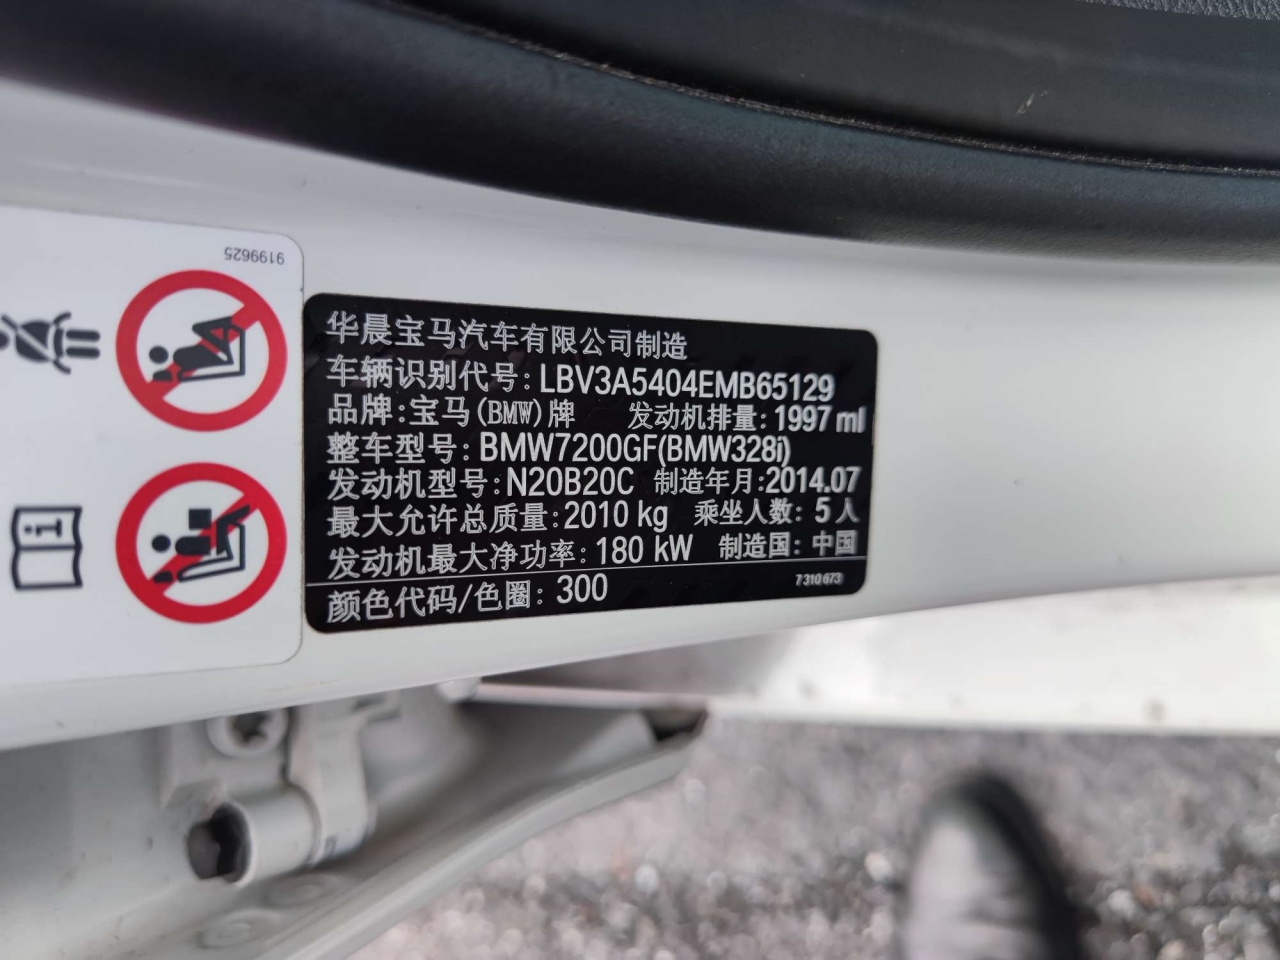 9199625
华晨宝马汽车有限公司制造
车辆识别代号: LBV3A5404EMB65129
品牌:宝马(BMW)牌 发动机排量: 1997 ml
整车型号: BMW7200GF(BMW328i)
发动机型号: N20B20C 制造年月:2014.07
最大允许总质量: 2010 kg 乘坐人数: 5人
发动机最大净功率: 180 kW 制造国: 中国
颜色代码/色圈: 300 7 310 673